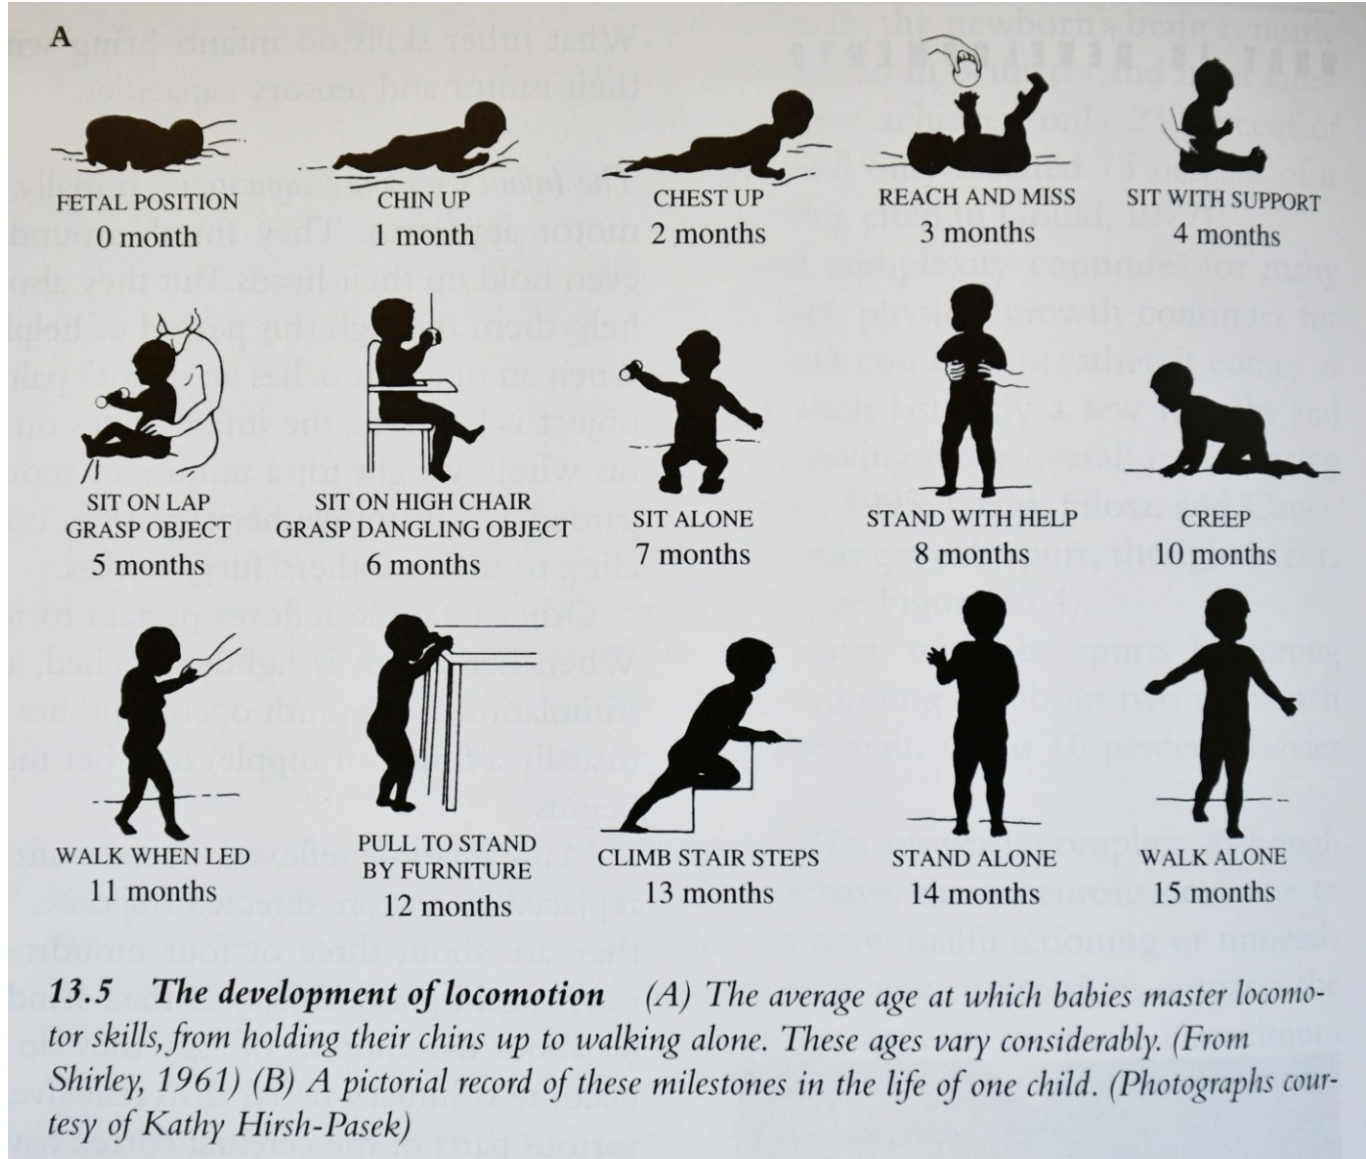 A
FETAL POSITION
0 month
CHIN UP
1 month
CHEST UP
2 months
REACH AND MISS
3 months
SIT WITH SUPPORT
4 months
SIT ON LAP
GRASP OBJECT
5 months
SIT ON HIGH CHAIR
GRASP DANGLING OBJECT
6 months
SIT ALONE
7 months
STAND WITH HELP
8 months
CREEP
10 months
WALK WHEN LED
11 months
PULL TO STAND
BY FURNITURE
12 months
CLIMB STAIR STEPS
13 months
STAND ALONE
14 months
WALK ALONE
15 months
13.5 The development of locomotion (A) The average age at which babies master locomo-
tor skills, from holding their chins up to walking alone. These ages vary considerably. (From
Shirley, 1961) (B) A pictorial record of these milestones in the life of one child. (Photographs cour-
tesy of Kathy Hirsh-Pasek)